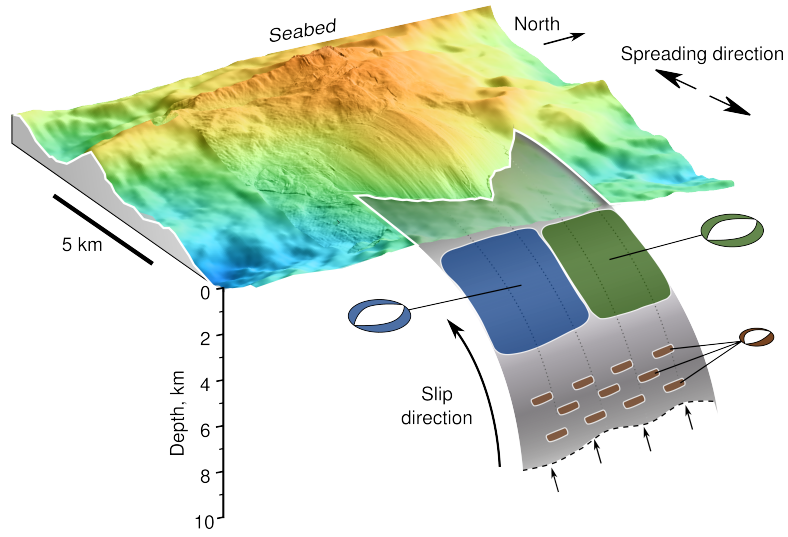 Seabed
North
Spreading direction
5 km
0
2
4
6
8
10
Depth, km
Slip
direction